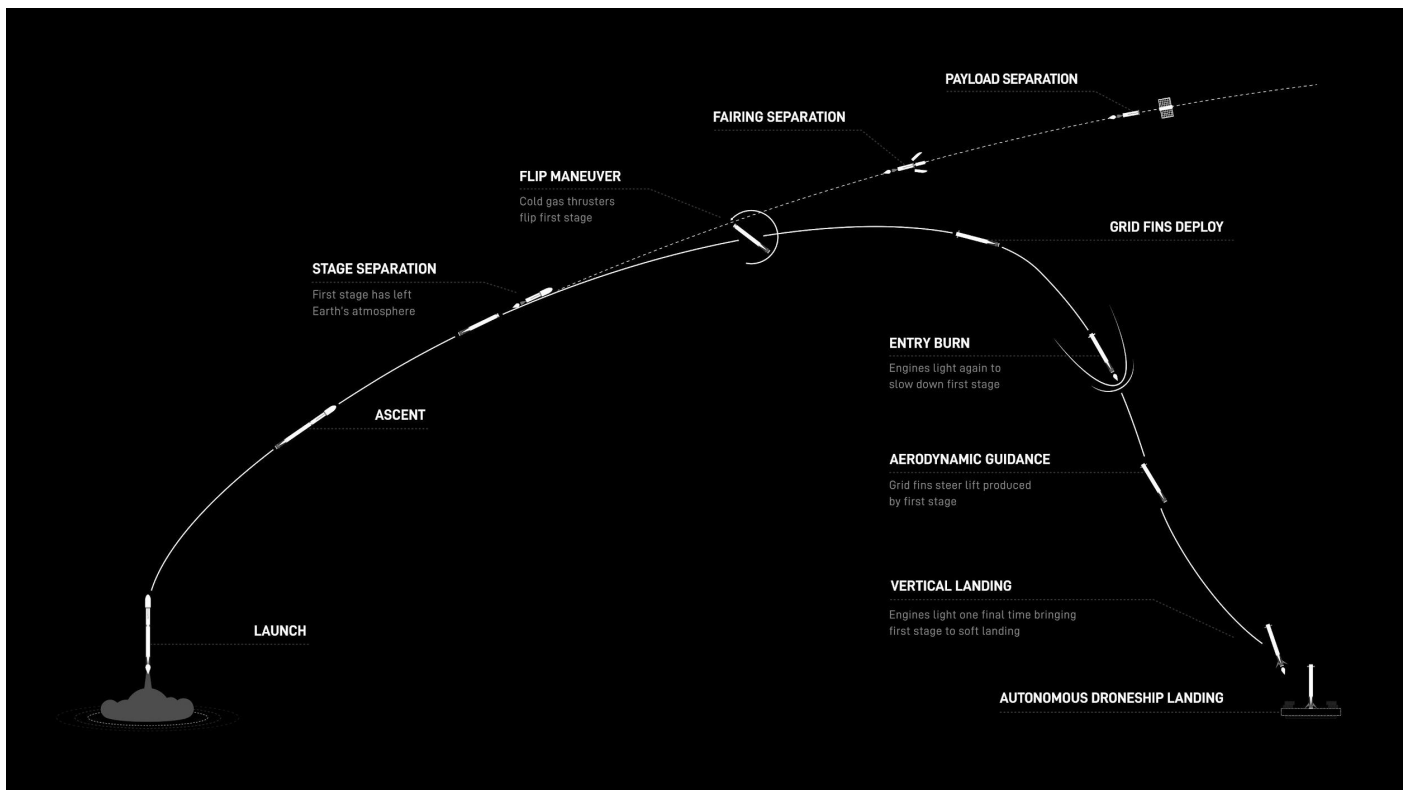 PAYLOAD SEPARATION
FAIRING SEPARATION
FLIP MANEUVER
Cold gas thrusters
flip first stage
GRID FINS DEPLOY
STAGE SEPARATION
First stage has left
Earth's atmosphere
ENTRY BURN
Engines light again to
slow down first stage
ASCENT
AERODYNAMIC GUIDANCE
Grid fins steer lift produced
by first stage
VERTICAL LANDING
Engines light one final time bringing
first stage to soft landing
LAUNCH
AUTONOMOUS DRONESHIP LANDING